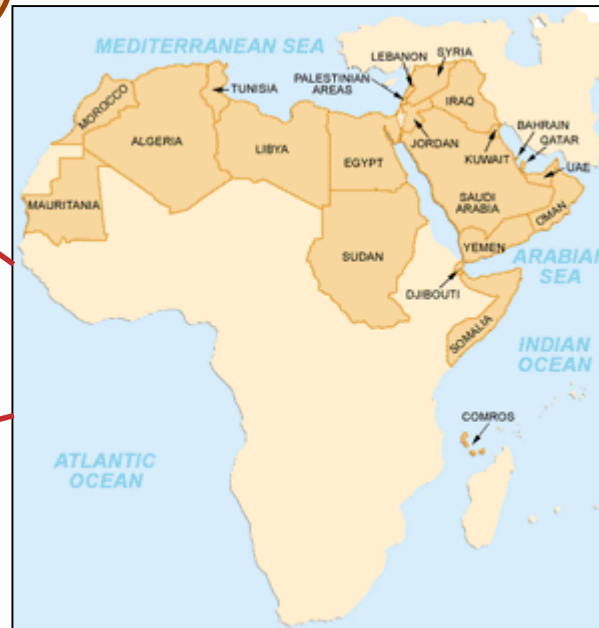 MEDITERRANEAN SEA
LEBANON
SYRIA
PALESTINIAN
AREAS
TUNISIA
MOROCCO
IRAQ
BAHRAIN
QATAR
ALGERIA
LIBYA
EGYPT
JORDAN
KUWAIT
UAE
SAUDI
ARABIA
MAURITANIA
OMAN
YEMEN
SUDAN
ARABIAN
SEA
DJIBOUTI
SOMALIA
INDIAN
OCEAN
COMROS
ATLANTIC
OCEAN